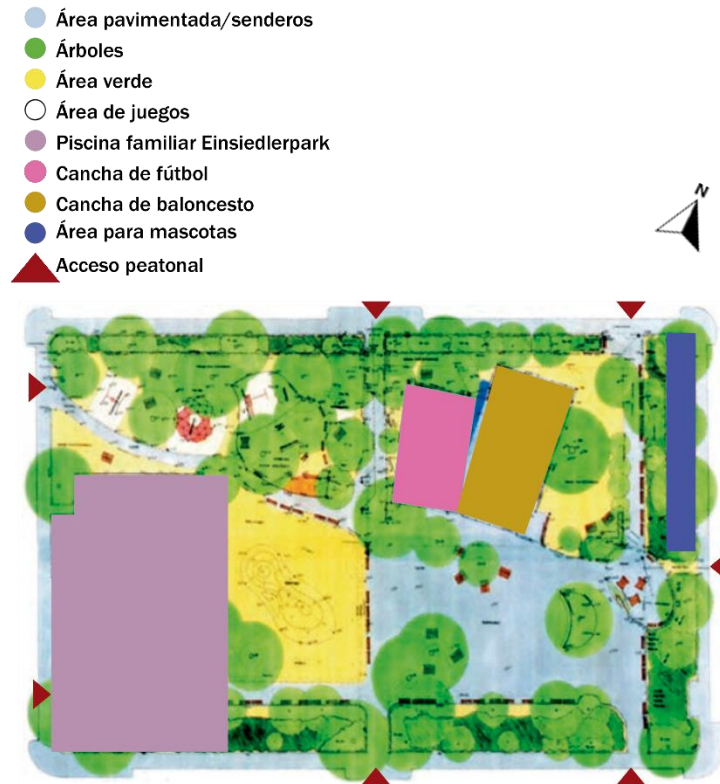 Área pavimentada/senderos
Árboles
Área verde
Área de juegos
Piscina familiar Einsiedlerpark
Cancha de fútbol
Cancha de baloncesto
Área para mascotas
Acceso peatonal
N